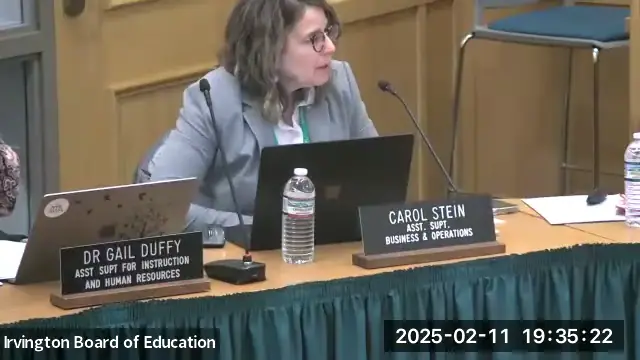 DR GAIL DUFFY
ASST SUPT FOR INSTRUCTION
AND HUMAN RESOURCES
CAROL STEIN
ASST. SUPT.
BUSINESS & OPERATIONS
Irvington Board of Education
2025-02-11 19:35:22